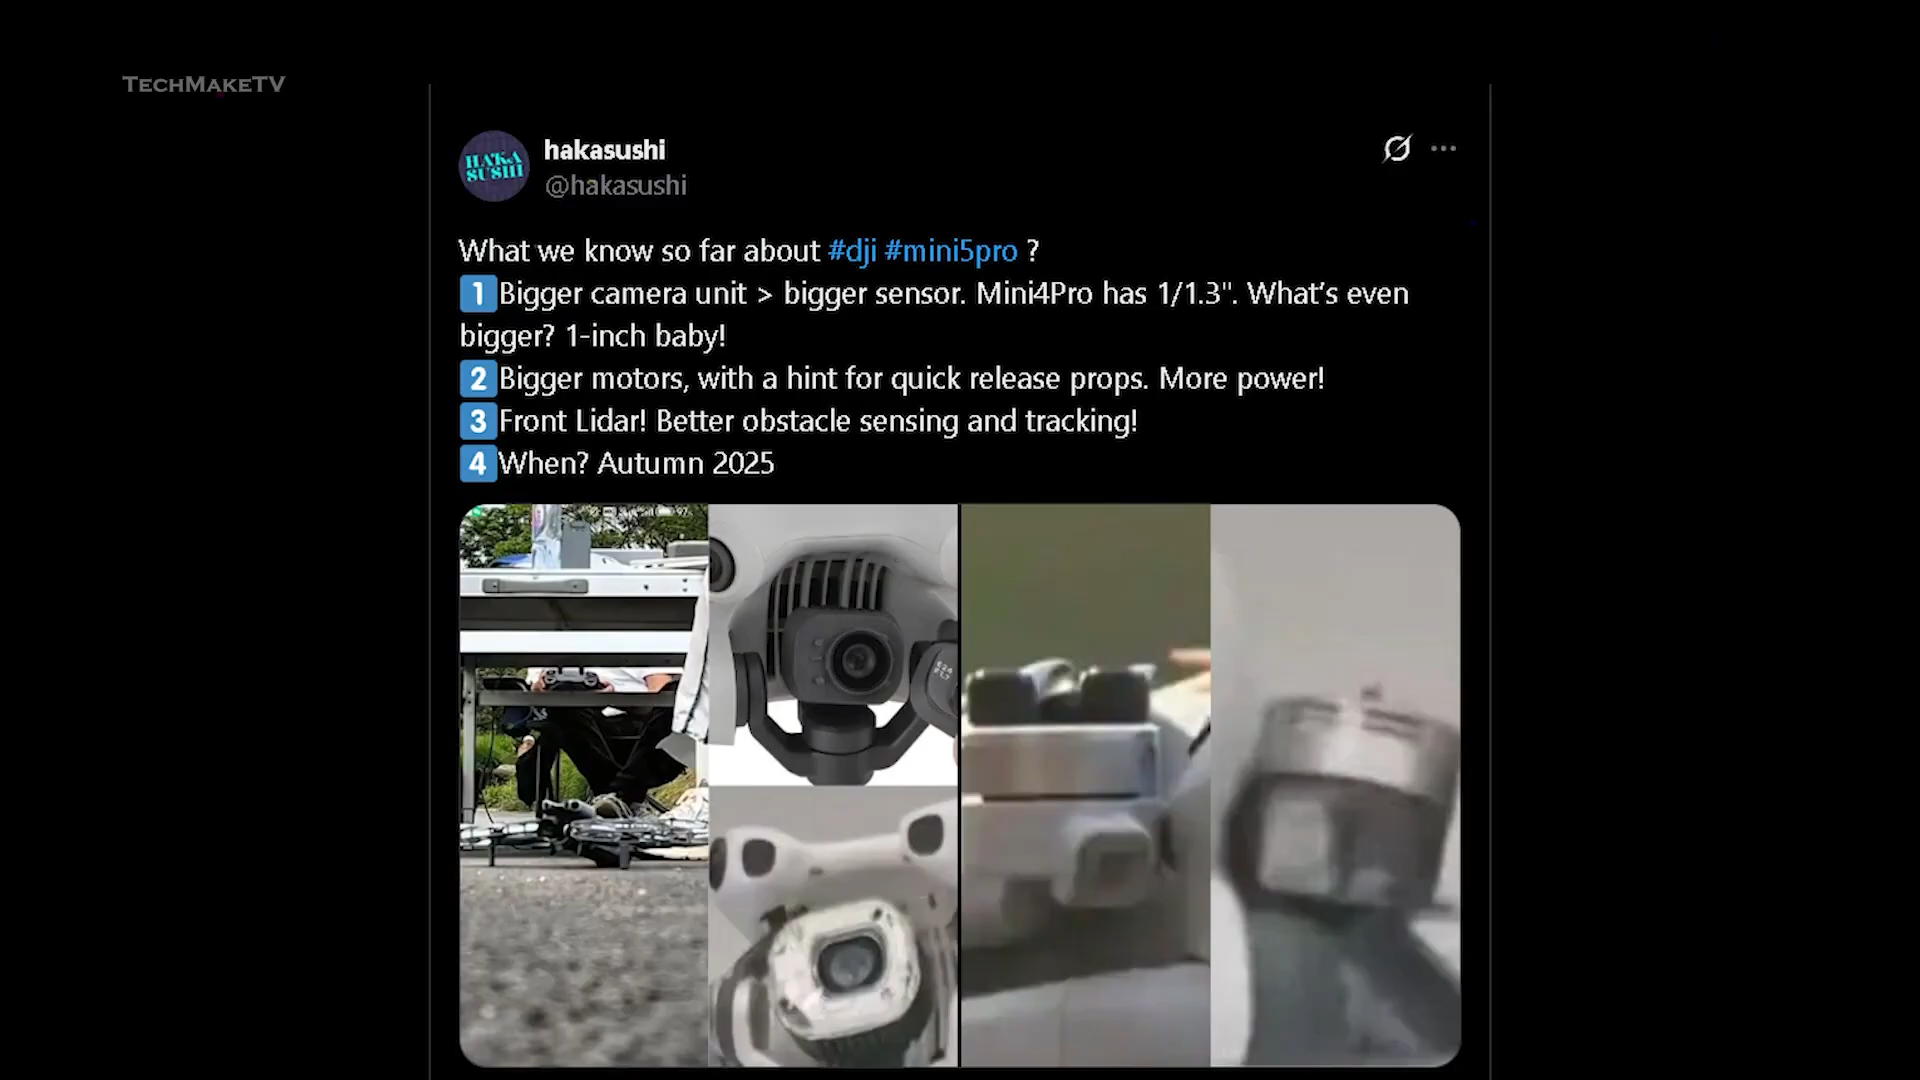 TECHMAKETV
HAKA
SUSHI
hakasushi
@hakasushi
What we know so far about #dji #mini5pro ?
1 Bigger camera unit > bigger sensor. Mini4Pro has 1/1.3". What’s even
bigger? 1-inch baby!
2 Bigger motors, with a hint for quick release props. More power!
3 Front Lidar! Better obstacle sensing and tracking!
4 When? Autumn 2025